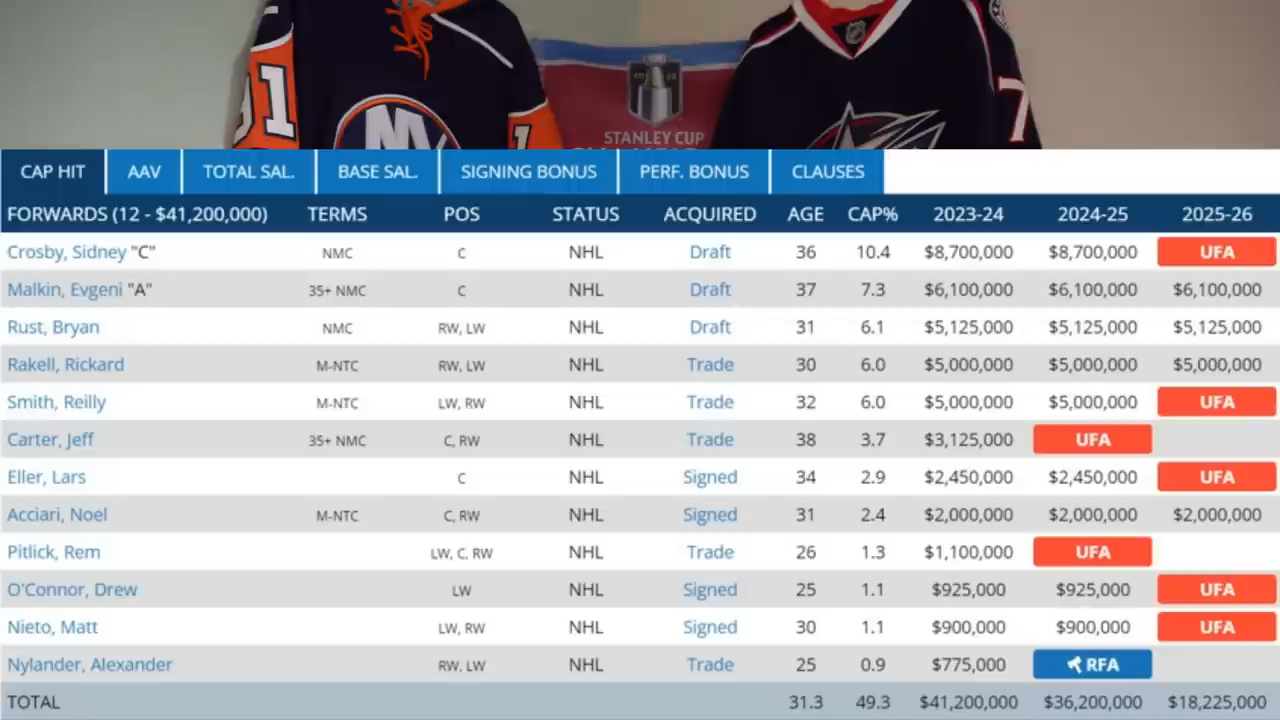 91
1
7
STANLEY CUP
CAP HIT AAV TOTAL SAL. BASE SAL. SIGNING BONUS PERF. BONUS CLAUSES
FORWARDS (12 - $41,200,000) TERMS POS STATUS ACQUIRED AGE CAP% 2023-24 2024-25 2025-26
Crosby, Sidney "C" NMC C NHL Draft 36 10.4 $8,700,000 $8,700,000 UFA
Malkin, Evgeni "A" 35+ NMC C NHL Draft 37 7.3 $6,100,000 $6,100,000 $6,100,000
Rust, Bryan NMC RW, LW NHL Draft 31 6.1 $5,125,000 $5,125,000 $5,125,000
Rakell, Rickard M-NTC RW, LW NHL Trade 30 6.0 $5,000,000 $5,000,000 $5,000,000
Smith, Reilly M-NTC LW, RW NHL Trade 32 6.0 $5,000,000 $5,000,000 UFA
Carter, Jeff 35+ NMC C, RW NHL Trade 38 3.7 $3,125,000 UFA
Eller, Lars C NHL Signed 34 2.9 $2,450,000 $2,450,000 UFA
Acciari, Noel M-NTC C, RW NHL Signed 31 2.4 $2,000,000 $2,000,000 $2,000,000
Pitlick, Rem LW, C, RW NHL Trade 26 1.3 $1,100,000 UFA
O'Connor, Drew LW NHL Signed 25 1.1 $925,000 $925,000 UFA
Nieto, Matt LW, RW NHL Signed 30 1.1 $900,000 $900,000 UFA
Nylander, Alexander RW, LW NHL Trade 25 0.9 $775,000 RFA
TOTAL 31.3 49.3 $41,200,000 $36,200,000 $18,225,000